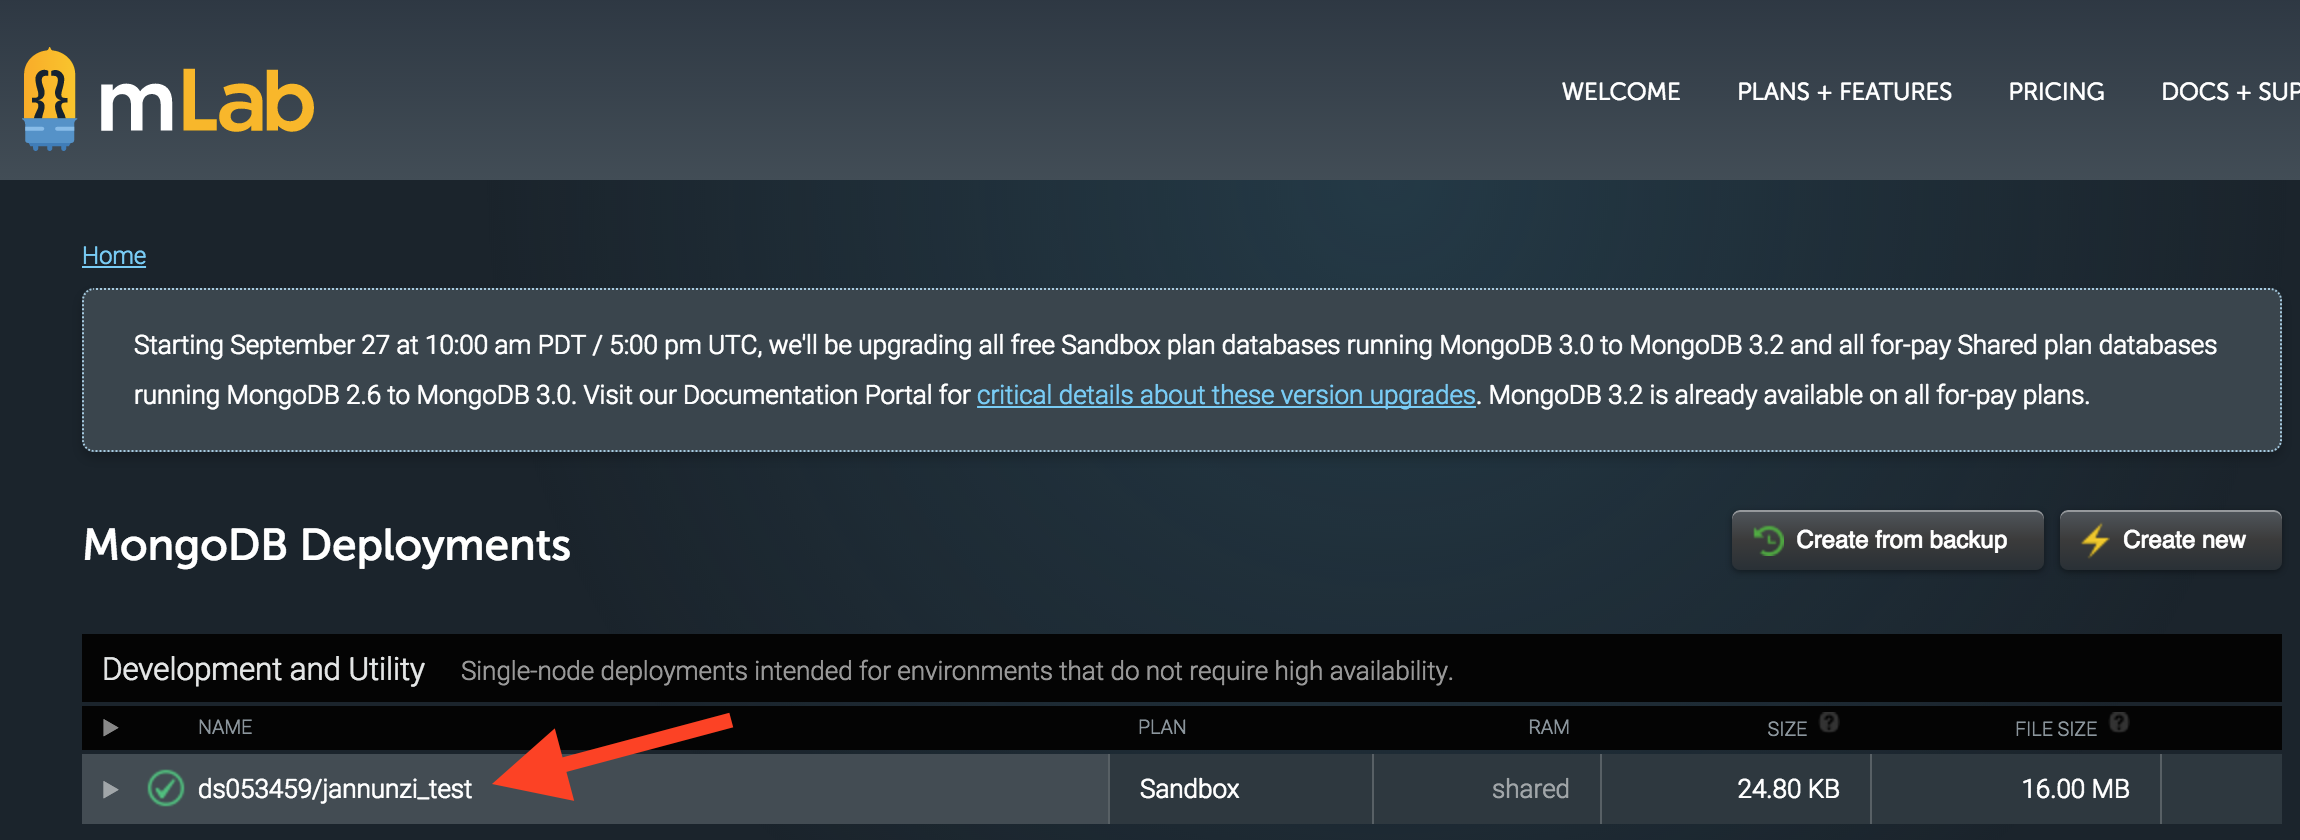 mLab
WELCOME PLANS + FEATURES PRICING DOCS + SUP
Home
Starting September 27 at 10:00 am PDT / 5:00 pm UTC, we'll be upgrading all free Sandbox plan databases running MongoDB 3.0 to MongoDB 3.2 and all for-pay Shared plan databases
running MongoDB 2.6 to MongoDB 3.0. Visit our Documentation Portal for critical details about these version upgrades. MongoDB 3.2 is already available on all for-pay plans.
MongoDB Deployments
Create from backup Create new
Development and Utility Single-node deployments intended for environments that do not require high availability.
NAME PLAN RAM SIZE ? FILE SIZE ?
ds053459/jannunzi_test Sandbox shared 24.80 KB 16.00 MB